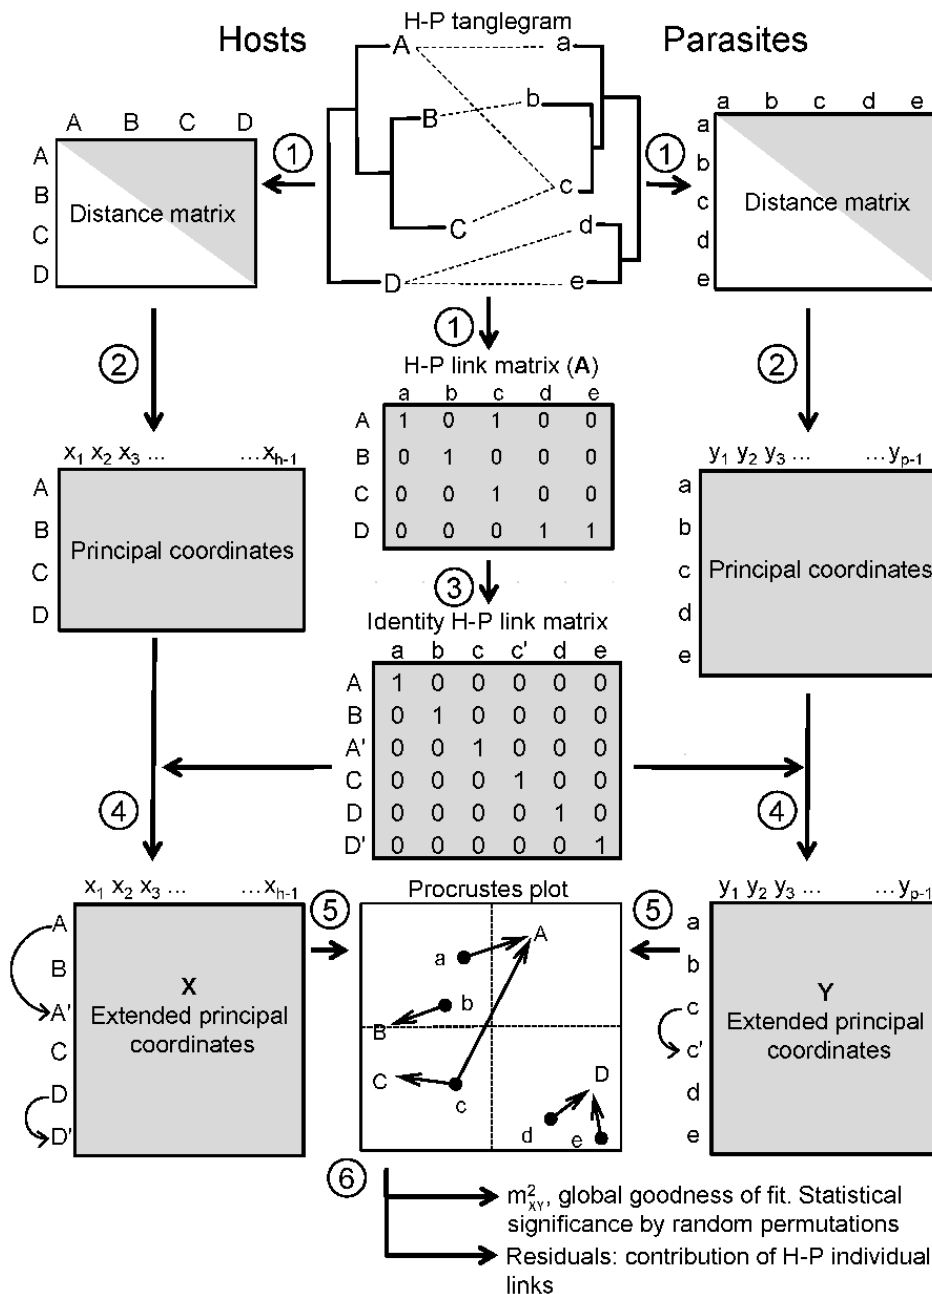 H-P tanglegram
Hosts
Parasites
A
a
B
b
c
C
d
D
e
A B C D
A
B
C
D
Distance matrix
1
1
a b c d e
a
b
c
d
e
Distance matrix
1
2
2
H-P link matrix (A)
a b c d e
A 1 0 1 0 0
B 0 1 0 0 0
C 0 0 1 0 0
D 0 0 0 1 1
x1 x2 x3 ... ...xh-1
A
B
C
D
Principal coordinates
y1 y2 y3 ... ...yp-1
a
b
c
d
e
Principal coordinates
3
Identity H-P link matrix
a b c c' d e
A 1 0 0 0 0 0
B 0 1 0 0 0 0
A' 0 0 1 0 0 0
C 0 0 0 1 0 0
D 0 0 0 0 1 0
D' 0 0 0 0 0 1
4
4
x1 x2 x3 ... ...xh-1
A
B
A'
C
D
D'
X
Extended principal
coordinates
5
Procrustes plot
A
a
b
B
C
c
D
d
e
5
y1 y2 y3 ... ...yp-1
a
b
c
c'
d
e
Y
Extended principal
coordinates
6
m²XY, global goodness of fit. Statistical
significance by random permutations
Residuals: contribution of H-P individual
links